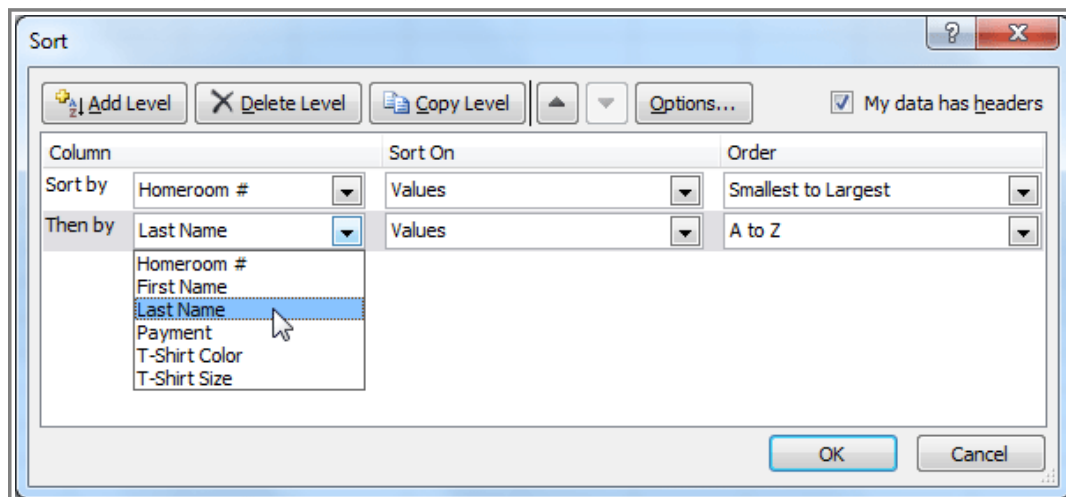 Sort
Add Level Delete Level Copy Level Options... My data has headers
Column Sort On Order
Sort by Homeroom # Values Smallest to Largest
Then by Last Name Values A to Z
Homeroom #
First Name
Last Name
Payment
T-Shirt Color
T-Shirt Size
OK Cancel